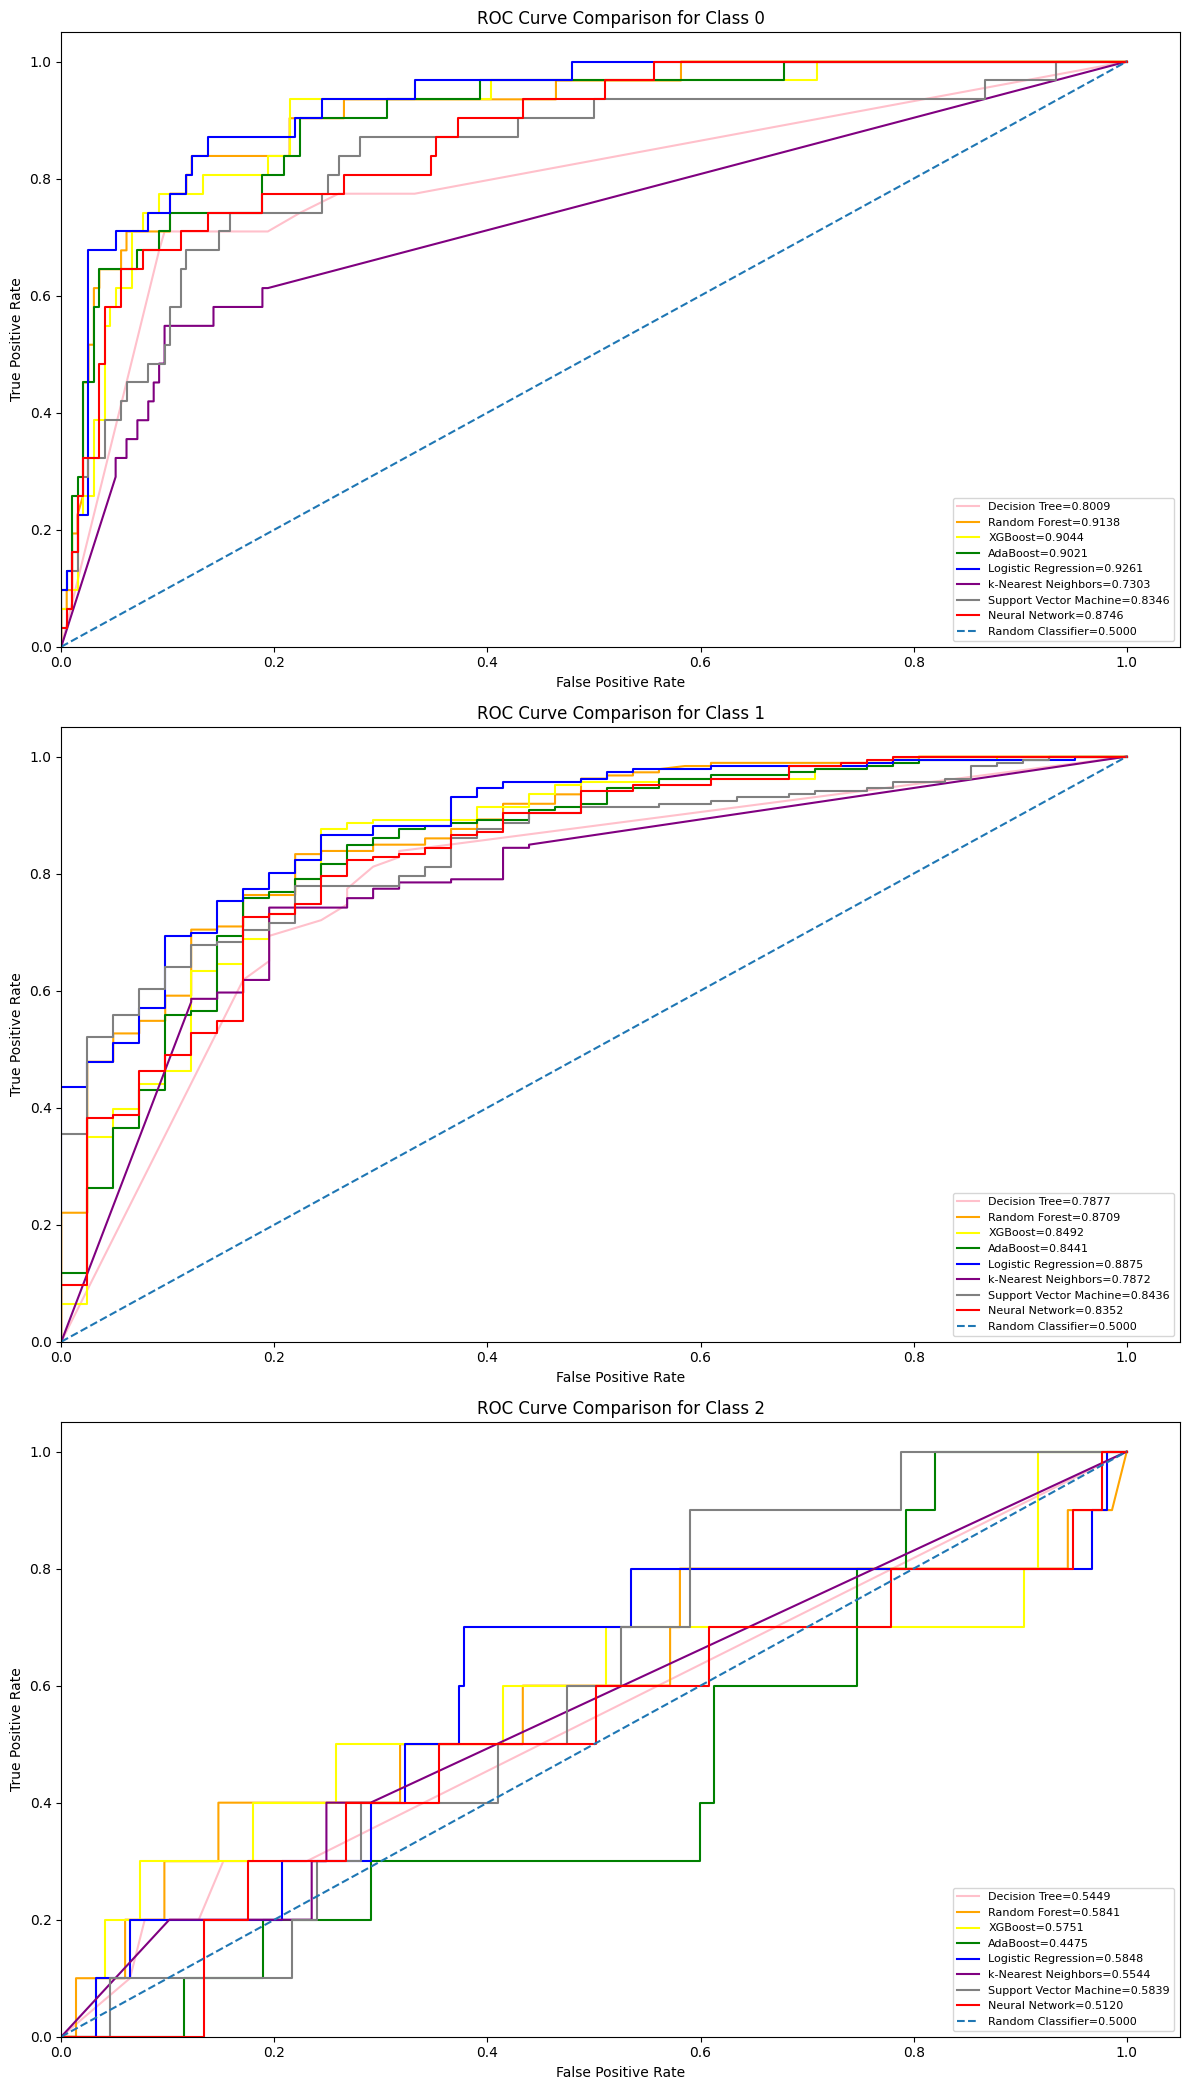 ROC Curve Comparison for Class 0
True Positive Rate
1.0
0.8
0.6
0.4
0.2
0.0
Decision Tree=0.8009
Random Forest=0.9138
XGBoost=0.9044
AdaBoost=0.9021
Logistic Regression=0.9261
k-Nearest Neighbors=0.7303
Support Vector Machine=0.8346
Neural Network=0.8746
Random Classifier=0.5000
0.0 0.2 0.4 0.6 0.8 1.0
False Positive Rate
ROC Curve Comparison for Class 1
True Positive Rate
1.0
0.8
0.6
0.4
0.2
0.0
Decision Tree=0.7877
Random Forest=0.8709
XGBoost=0.8492
AdaBoost=0.8441
Logistic Regression=0.8875
k-Nearest Neighbors=0.7872
Support Vector Machine=0.8436
Neural Network=0.8352
Random Classifier=0.5000
0.0 0.2 0.4 0.6 0.8 1.0
False Positive Rate
ROC Curve Comparison for Class 2
True Positive Rate
1.0
0.8
0.6
0.4
0.2
0.0
Decision Tree=0.5449
Random Forest=0.5841
XGBoost=0.5751
AdaBoost=0.4475
Logistic Regression=0.5848
k-Nearest Neighbors=0.5544
Support Vector Machine=0.5839
Neural Network=0.5120
Random Classifier=0.5000
0.0 0.2 0.4 0.6 0.8 1.0
False Positive Rate